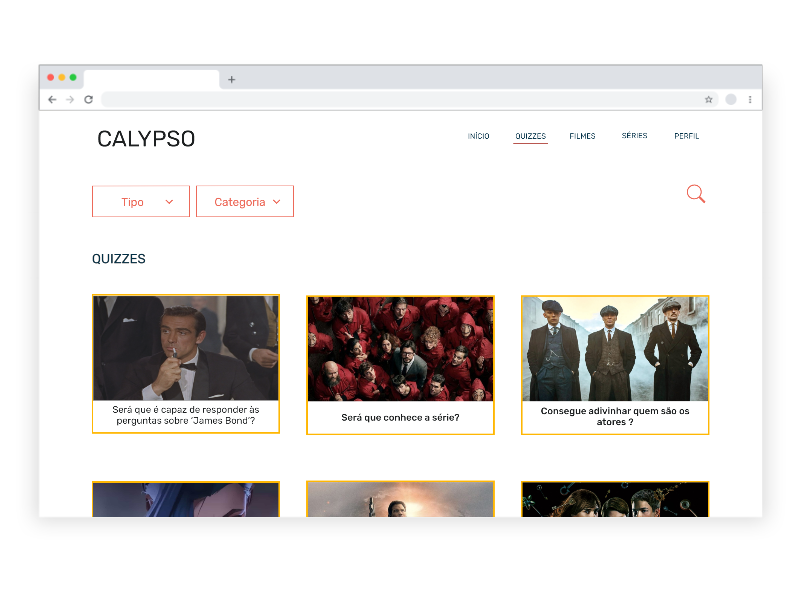 CALYPSO
INÍCIO QUIZZES FILMES SÉRIES PERFIL
Tipo Categoria
QUIZZES
Será que é capaz de responder às
perguntas sobre 'James Bond'?
Será que conhece a série?
Consegue adivinhar quem são os
atores ?